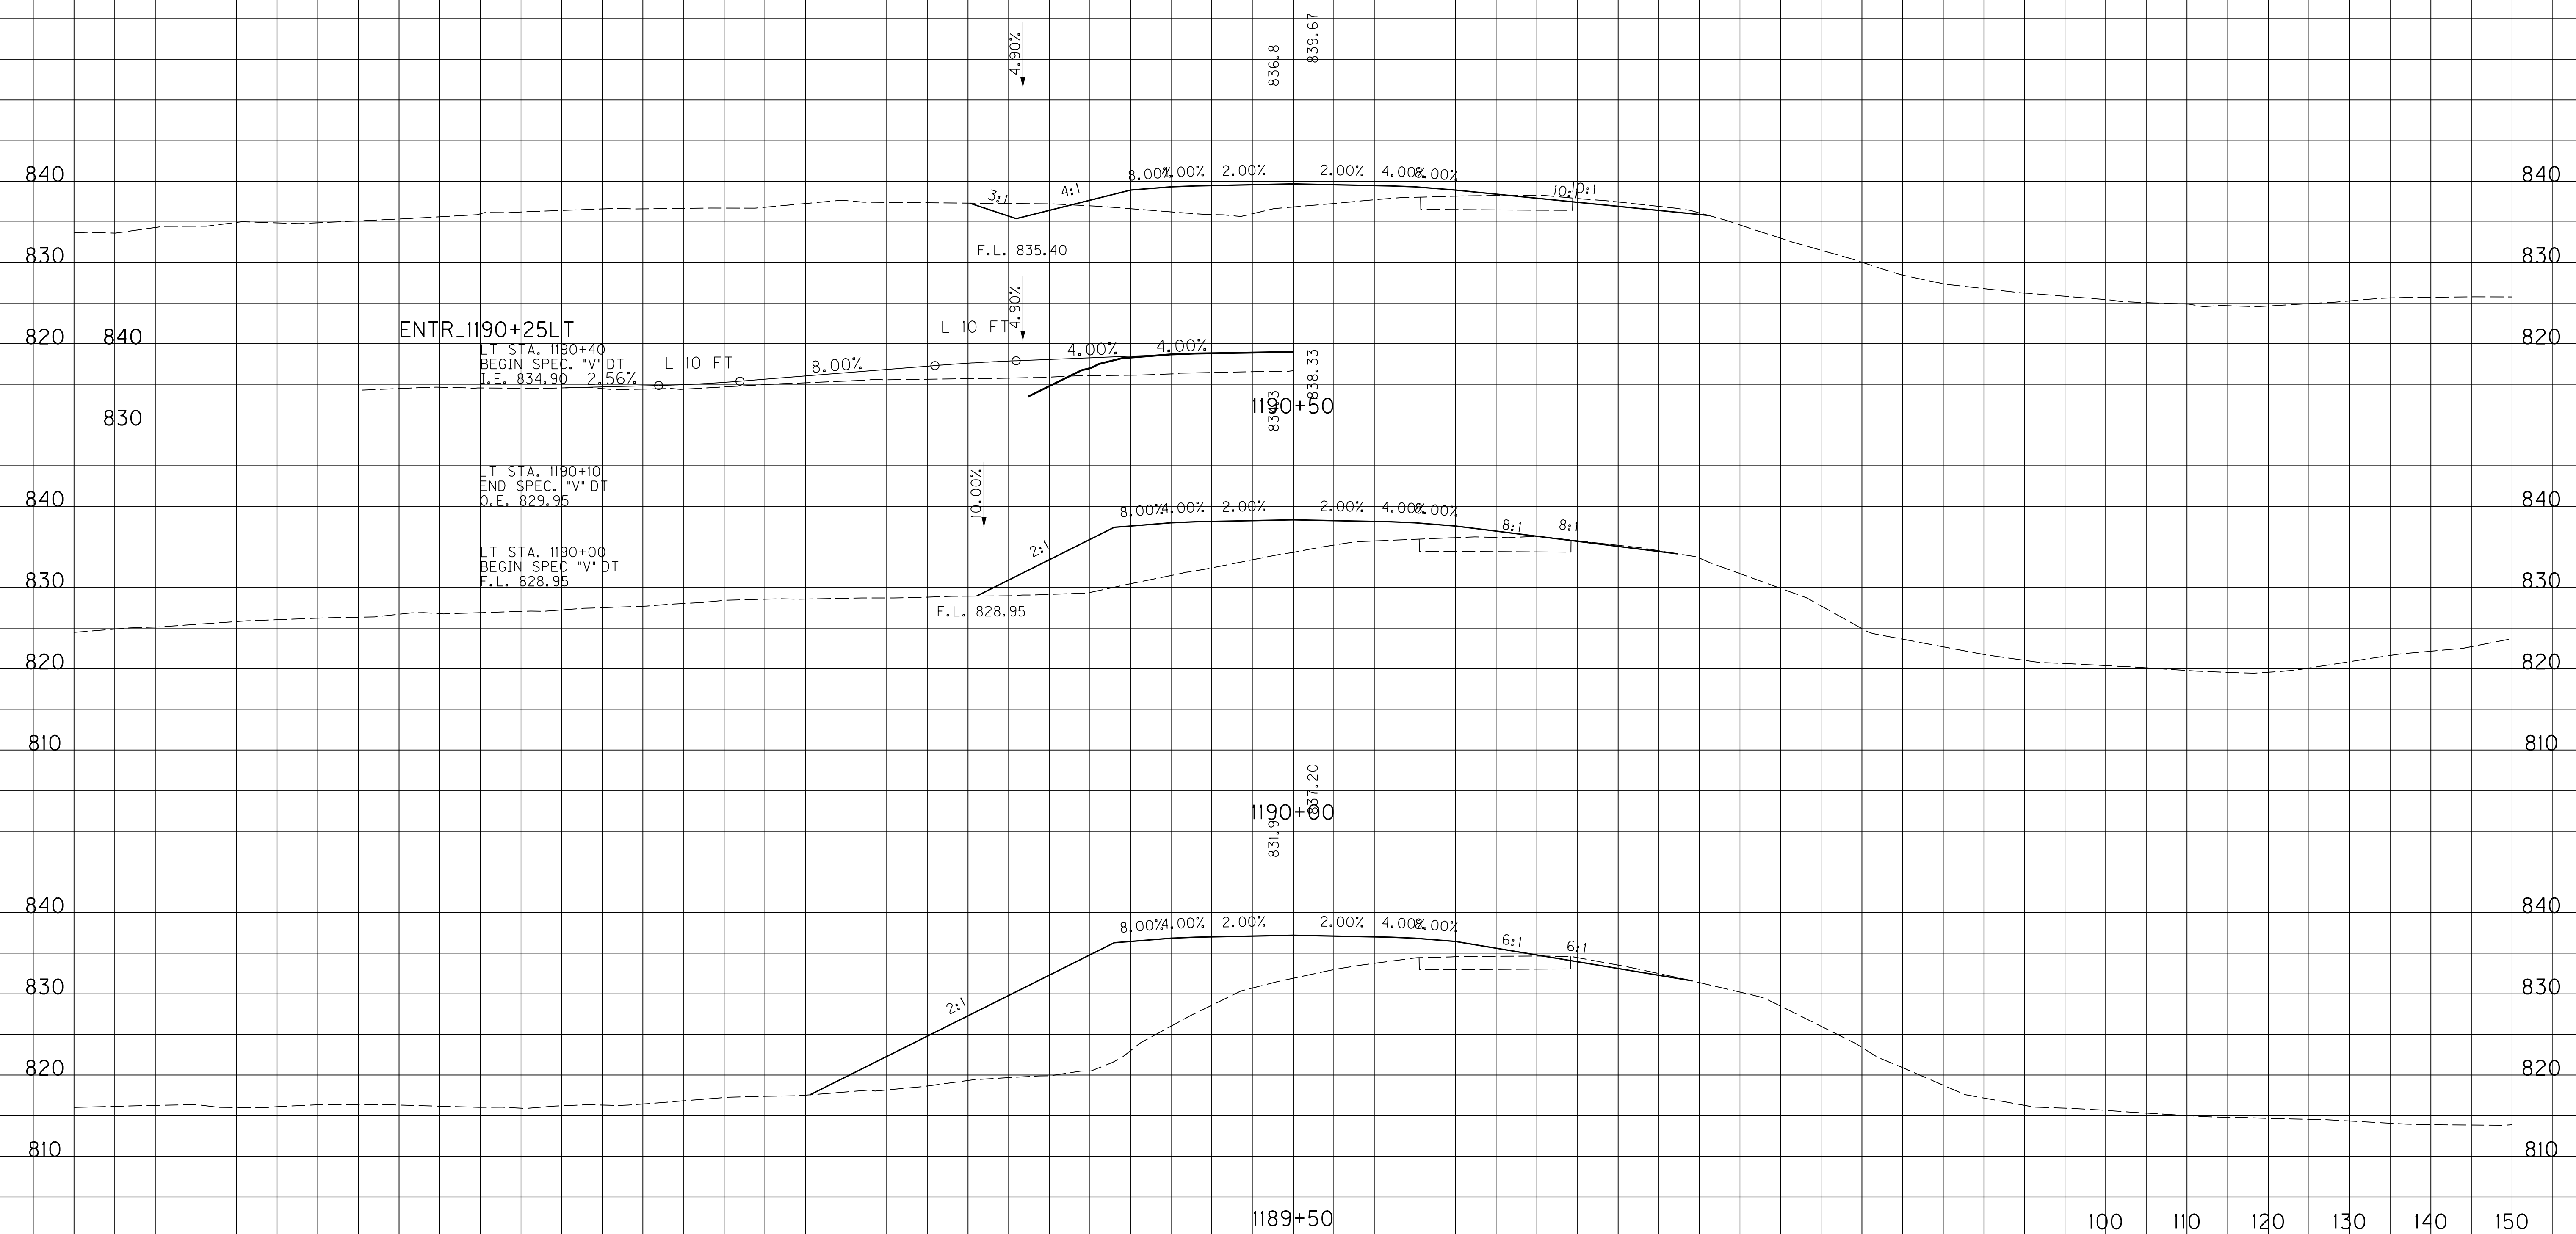 4.90%
836.8
839.67
840
8.00% 4.00% 2.00% 2.00% 4.00% 8.00%
840
3:1
4:1
10:1
10:1
830
F.L. 835.40
830
4.90%
820
840
ENTR_1190+25LT
L 10 FT
820
LT STA. 1190+40
BEGIN SPEC. "V" DT
I.E. 834.90
2.56%
L 10 FT
8.00%
4.00%
4.00%
838.33
834.03
1190+50
830
10.00%
LT STA. 1190+10
END SPEC. "V" DT
O.E. 829.95
840
8.00% 4.00% 2.00% 2.00% 4.00% 8.00%
840
2:1
8:1
8:1
LT STA. 1190+00
BEGIN SPEC "V" DT
F.L. 828.95
830
830
F.L. 828.95
820
820
810
810
837.20
1190+00
831.9
840
8.00% 4.00% 2.00% 2.00% 4.00% 8.00%
840
6:1
6:1
2:1
830
830
820
820
810
810
1189+50
100 110 120 130 140 150